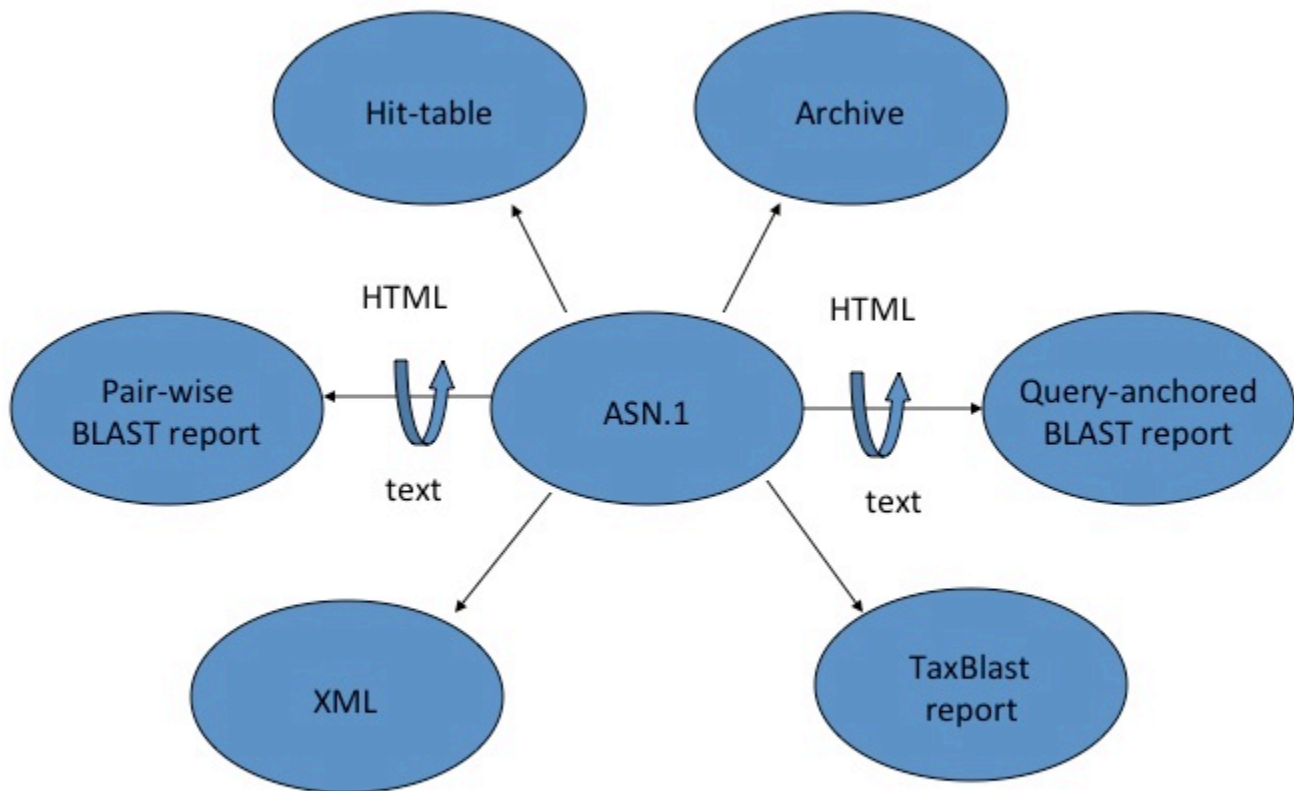 Hit-table
Archive
HTML
HTML
Pair-wise
BLAST report
ASN.1
Query-anchored
BLAST report
text
text
XML
TaxBlast
report